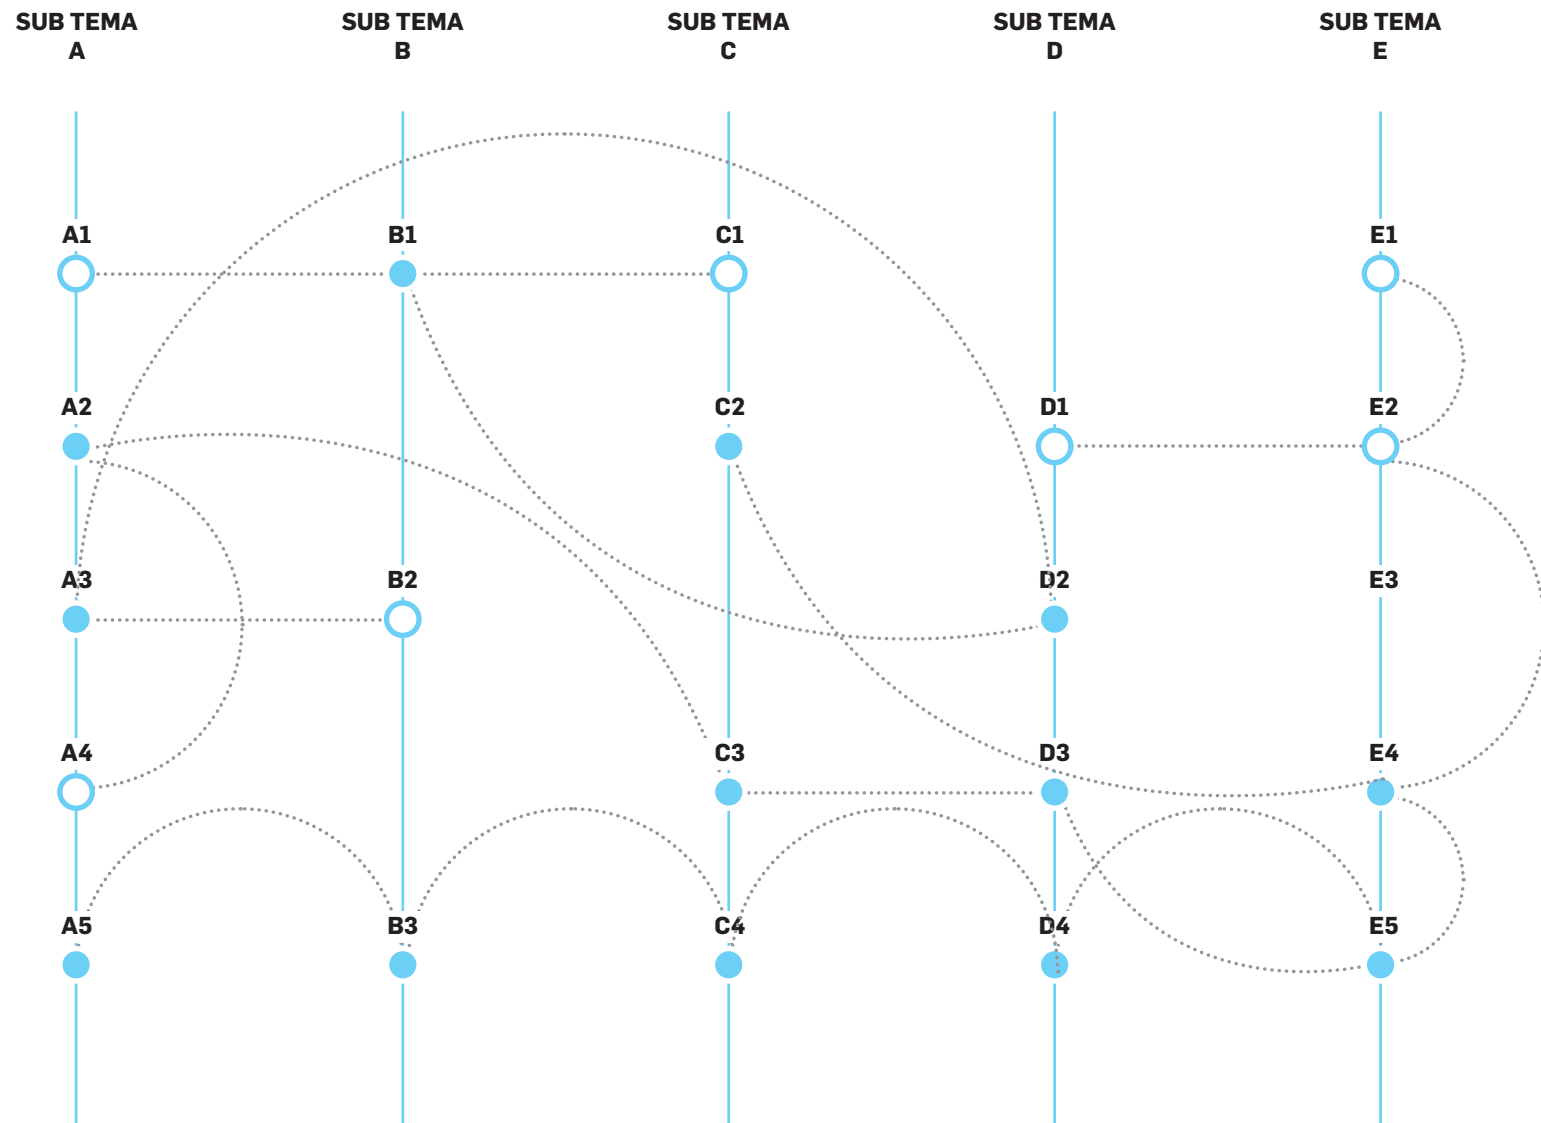 SUB TEMA
A
SUB TEMA
B
SUB TEMA
C
SUB TEMA
D
SUB TEMA
E
A1
B1
C1
E1
A2
C2
D1
E2
A3
B2
D2
E3
A4
C3
D3
E4
A5
B3
C4
D4
E5